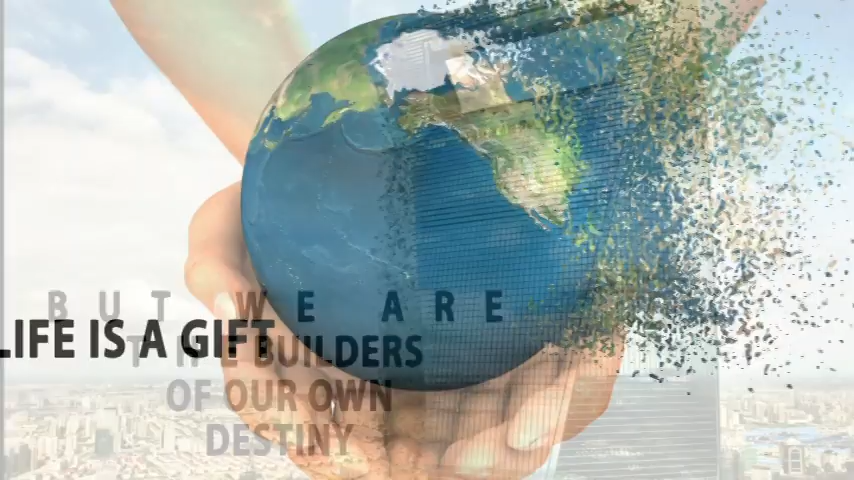 BUT WE ARE
LIFE IS A GIFT
THE BUILDERS
OF OUR OWN
DESTINY